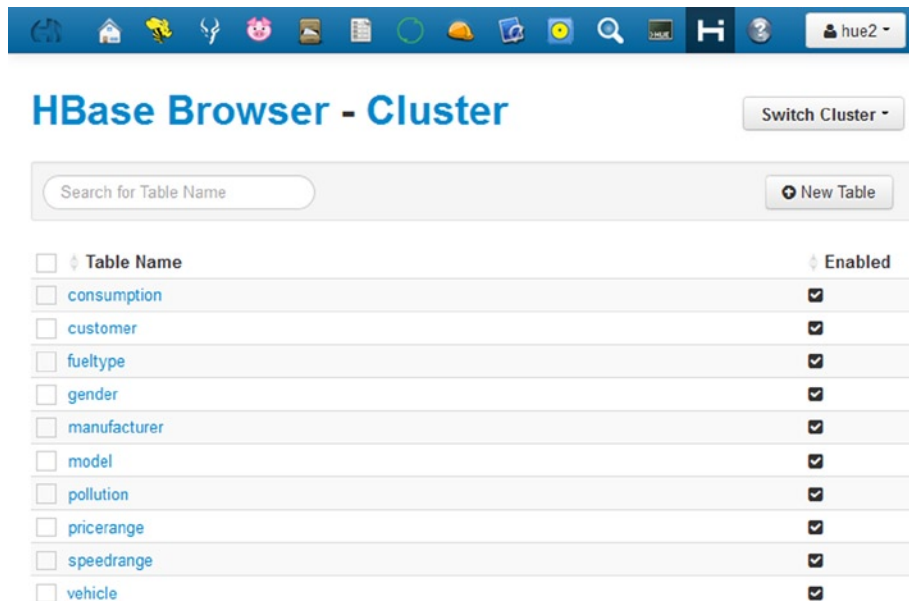 hue2
HBase Browser - Cluster
Switch Cluster
Search for Table Name
New Table
Table Name Enabled
consumption
customer
fueltype
gender
manufacturer
model
pollution
pricerange
speedrange
vehicle